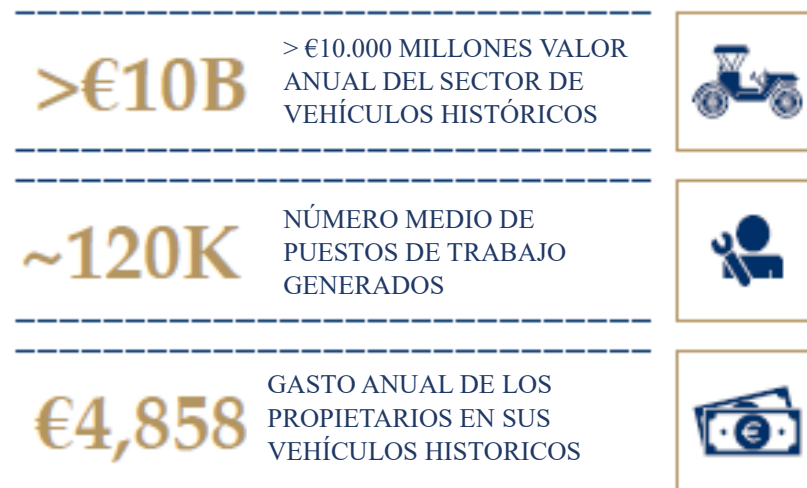 >€10B
> €10.000 MILLONES VALOR
ANUAL DEL SECTOR DE
VEHÍCULOS HISTÓRICOS
~120K
NÚMERO MEDIO DE
PUESTOS DE TRABAJO
GENERADOS
€4,858
GASTO ANUAL DE LOS
PROPIETARIOS EN SUS
VEHÍCULOS HISTORICOS
€